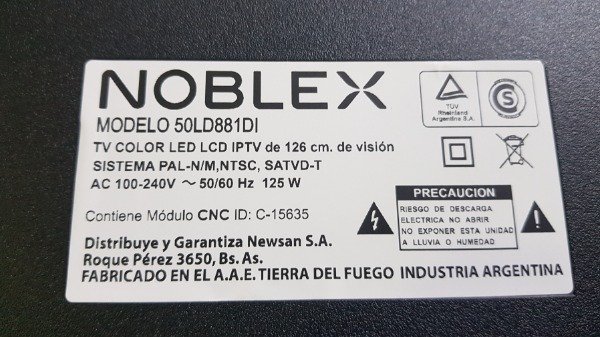 NOBLEX
MODELO 50LD881DI
TV COLOR LED LCD IPTV de 126 cm. de visión
SISTEMA PAL-N/M,NTSC, SATVD-T
AC 100-240V ~ 50/60 Hz 125 W
Contiene Módulo CNC ID: C-15635
Distribuye y Garantiza Newsan S.A.
Roque Pérez 3650, Bs. As.
FABRICADO EN EL A.A.E. TIERRA DEL FUEGO INDUSTRIA ARGENTINA
TÜV
Rheinland
Argentina S.A.
S
PRECAUCION
RIESGO DE DESCARGA
ELECTRICA NO ABRIR
NO EXPONER ESTA UNIDAD
A LLUVIA O HUMEDAD